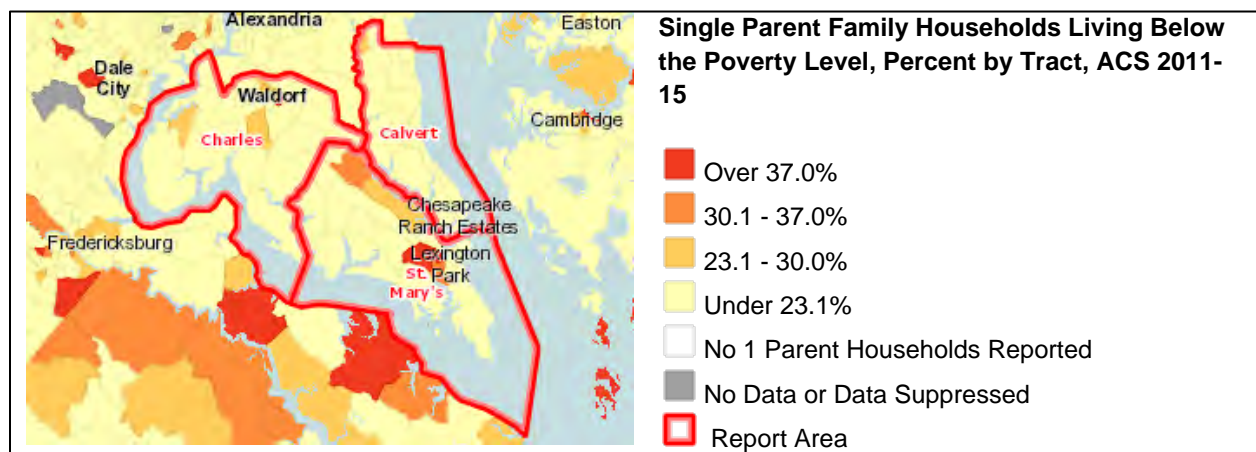 Alexandria
Easton
Dale
City
Waldorf
Cambridge
Charles
Calvert
Chesapeake
Ranch Estates
Fredericksburg
Lexington
Park
St.
Mary's
Single Parent Family Households Living Below
the Poverty Level, Percent by Tract, ACS 2011-
15
Over 37.0%
30.1 - 37.0%
23.1 - 30.0%
Under 23.1%
No 1 Parent Households Reported
No Data or Data Suppressed
Report Area